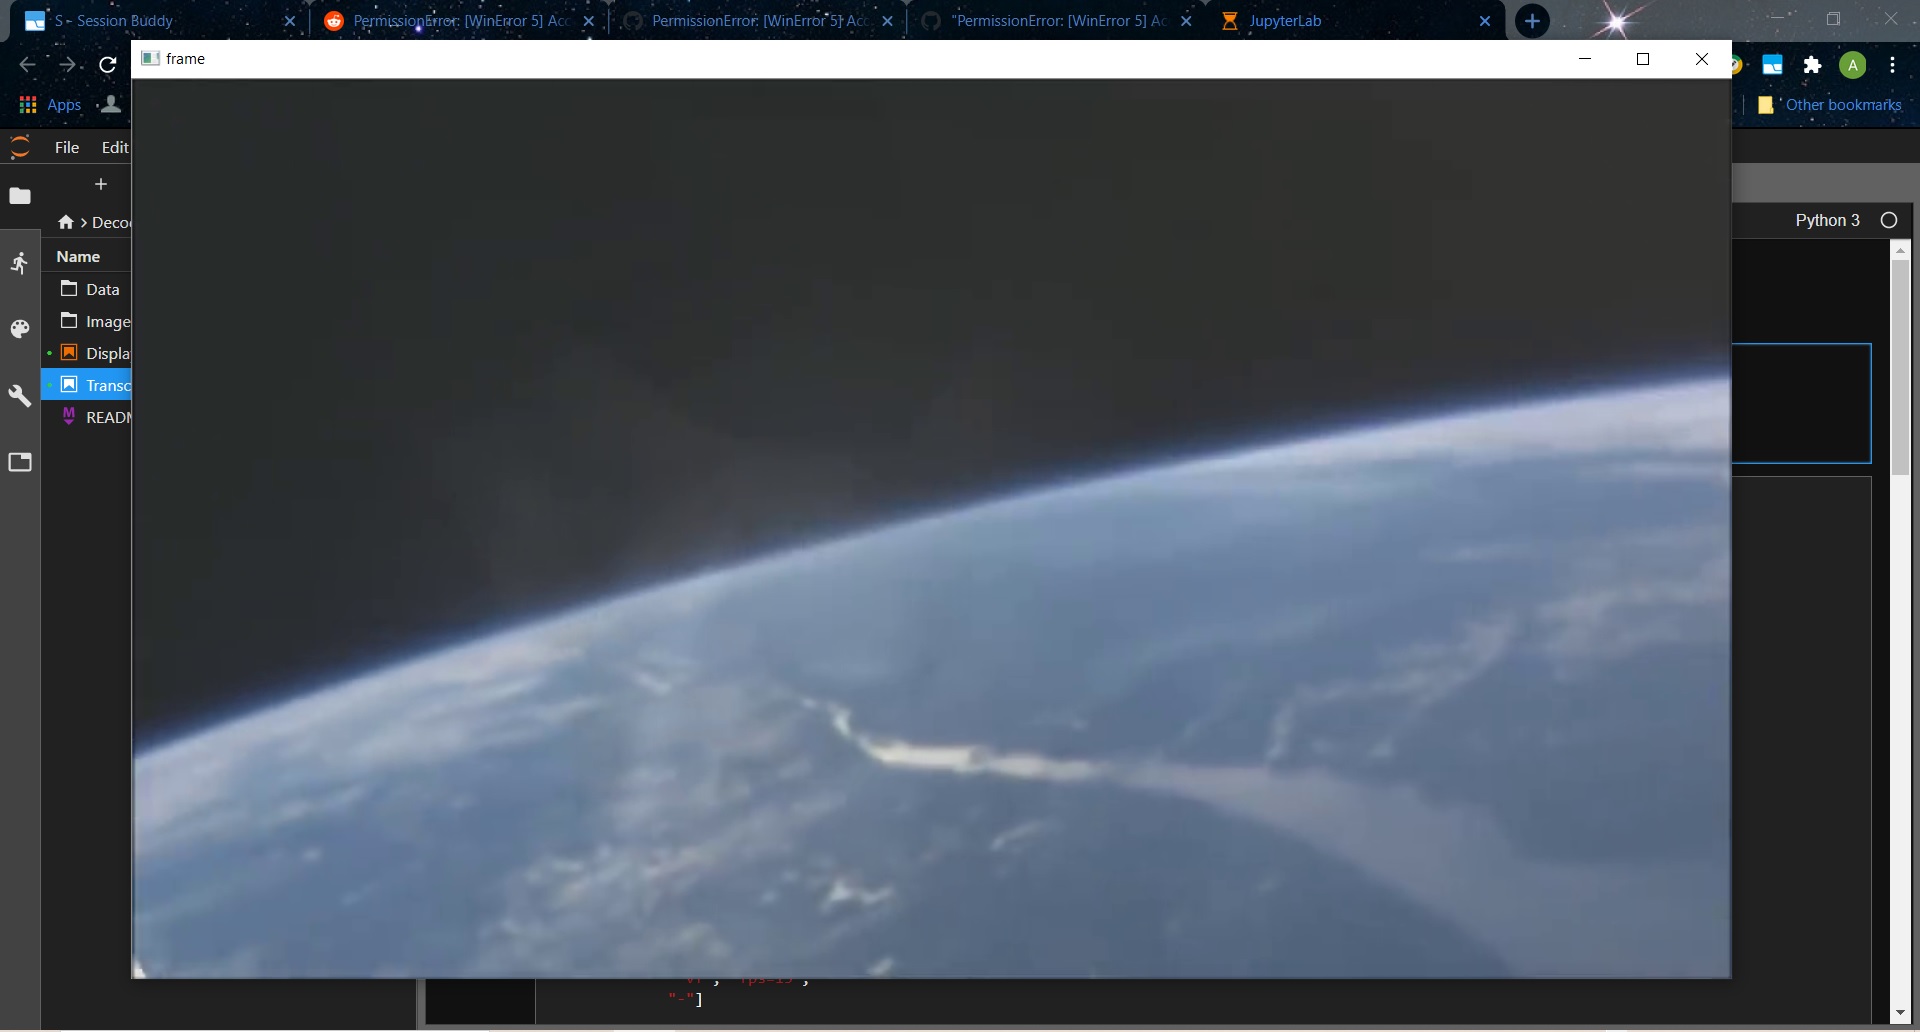 S - Session Buddy
PermissionError: [WinError 5] Acc
PermissionError: [WinError 5] Acc
"PermissionError: [WinError 5] Ac
JupyterLab
frame
A
Apps
Other bookmarks
File Edit
Deco
Python 3
Name
Data
Image
Displa
Transc
M READM
"-"]